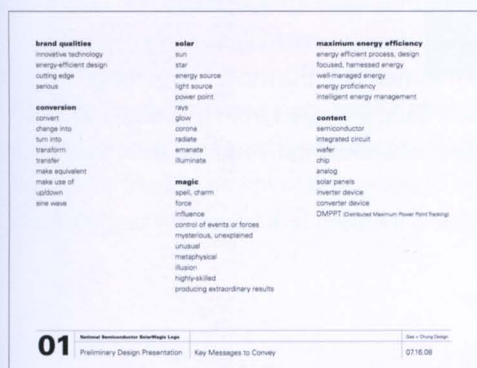 brand qualities
innovative technology
energy-efficient design
cutting edge
serious
conversion
convert
change into
turn into
transform
transfer
make equivalent
make use of
up/down
sine wave
solar
sun
star
energy source
light source
power point
rays
glow
corona
radiate
emanate
illuminate
magic
spell, charm
force
influence
control of events or forces
mysterious, unexplained
unusual
metaphysical
illusion
highly-skilled
producing extraordinary results
maximum energy efficiency
energy efficient process, design
focused, harnessed energy
well-managed energy
energy proficiency
intelligent energy management
content
semiconductor
integrated circuit
wafer
chip
analog
solar panels
inverter device
converter device
DMPPT (Distributed Maximum Power Point Tracking)
01
National Semiconductor SolarMagic Logo
Gee + Chung Design
Preliminary Design Presentation
Key Messages to Convey
07.16.08